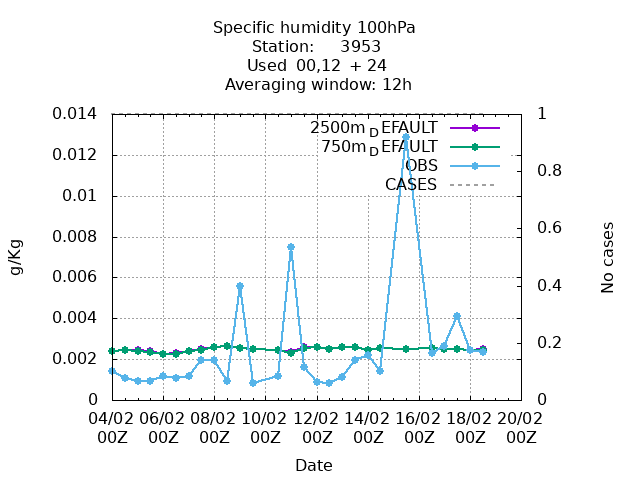 Specific humidity 100hPa
Station: 3953
Used 00,12 + 24
Averaging window: 12h
2500m_DEFAULT
750m_DEFAULT
OBS
CASES
0.014
0.012
0.01
0.008
0.006
0.004
0.002
0
1
0.8
0.6
0.4
0.2
0
g/Kg
No cases
04/02 06/02 08/02 10/02 12/02 14/02 16/02 18/02 20/02
00Z 00Z 00Z 00Z 00Z 00Z 00Z 00Z 00Z
Date